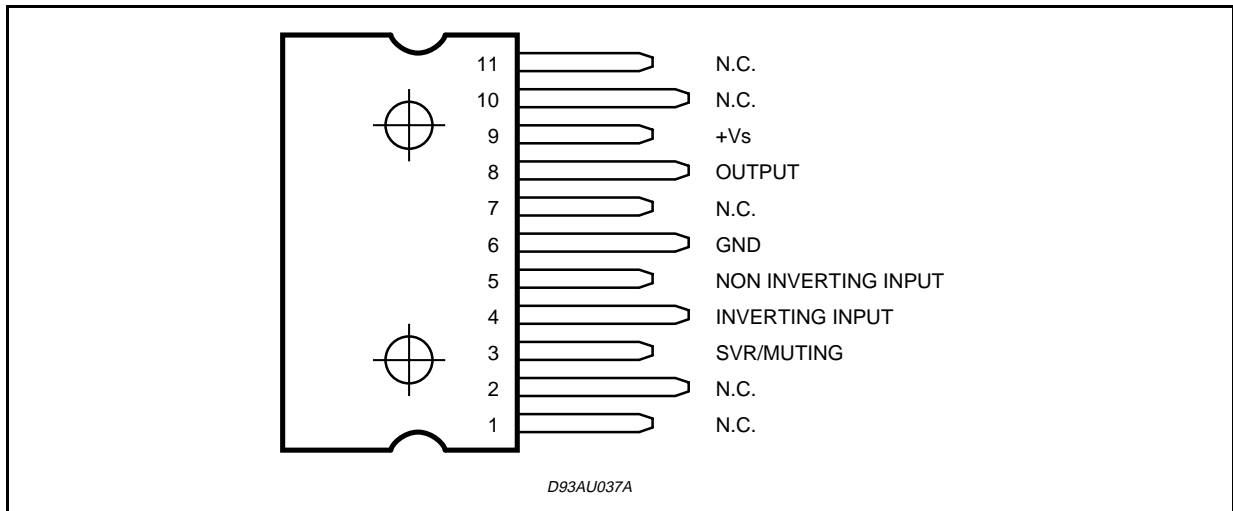 11 N.C.
10 N.C.
9 +Vs
8 OUTPUT
7 N.C.
6 GND
5 NON INVERTING INPUT
4 INVERTING INPUT
3 SVR/MUTING
2 N.C.
1 N.C.
D93AU037A